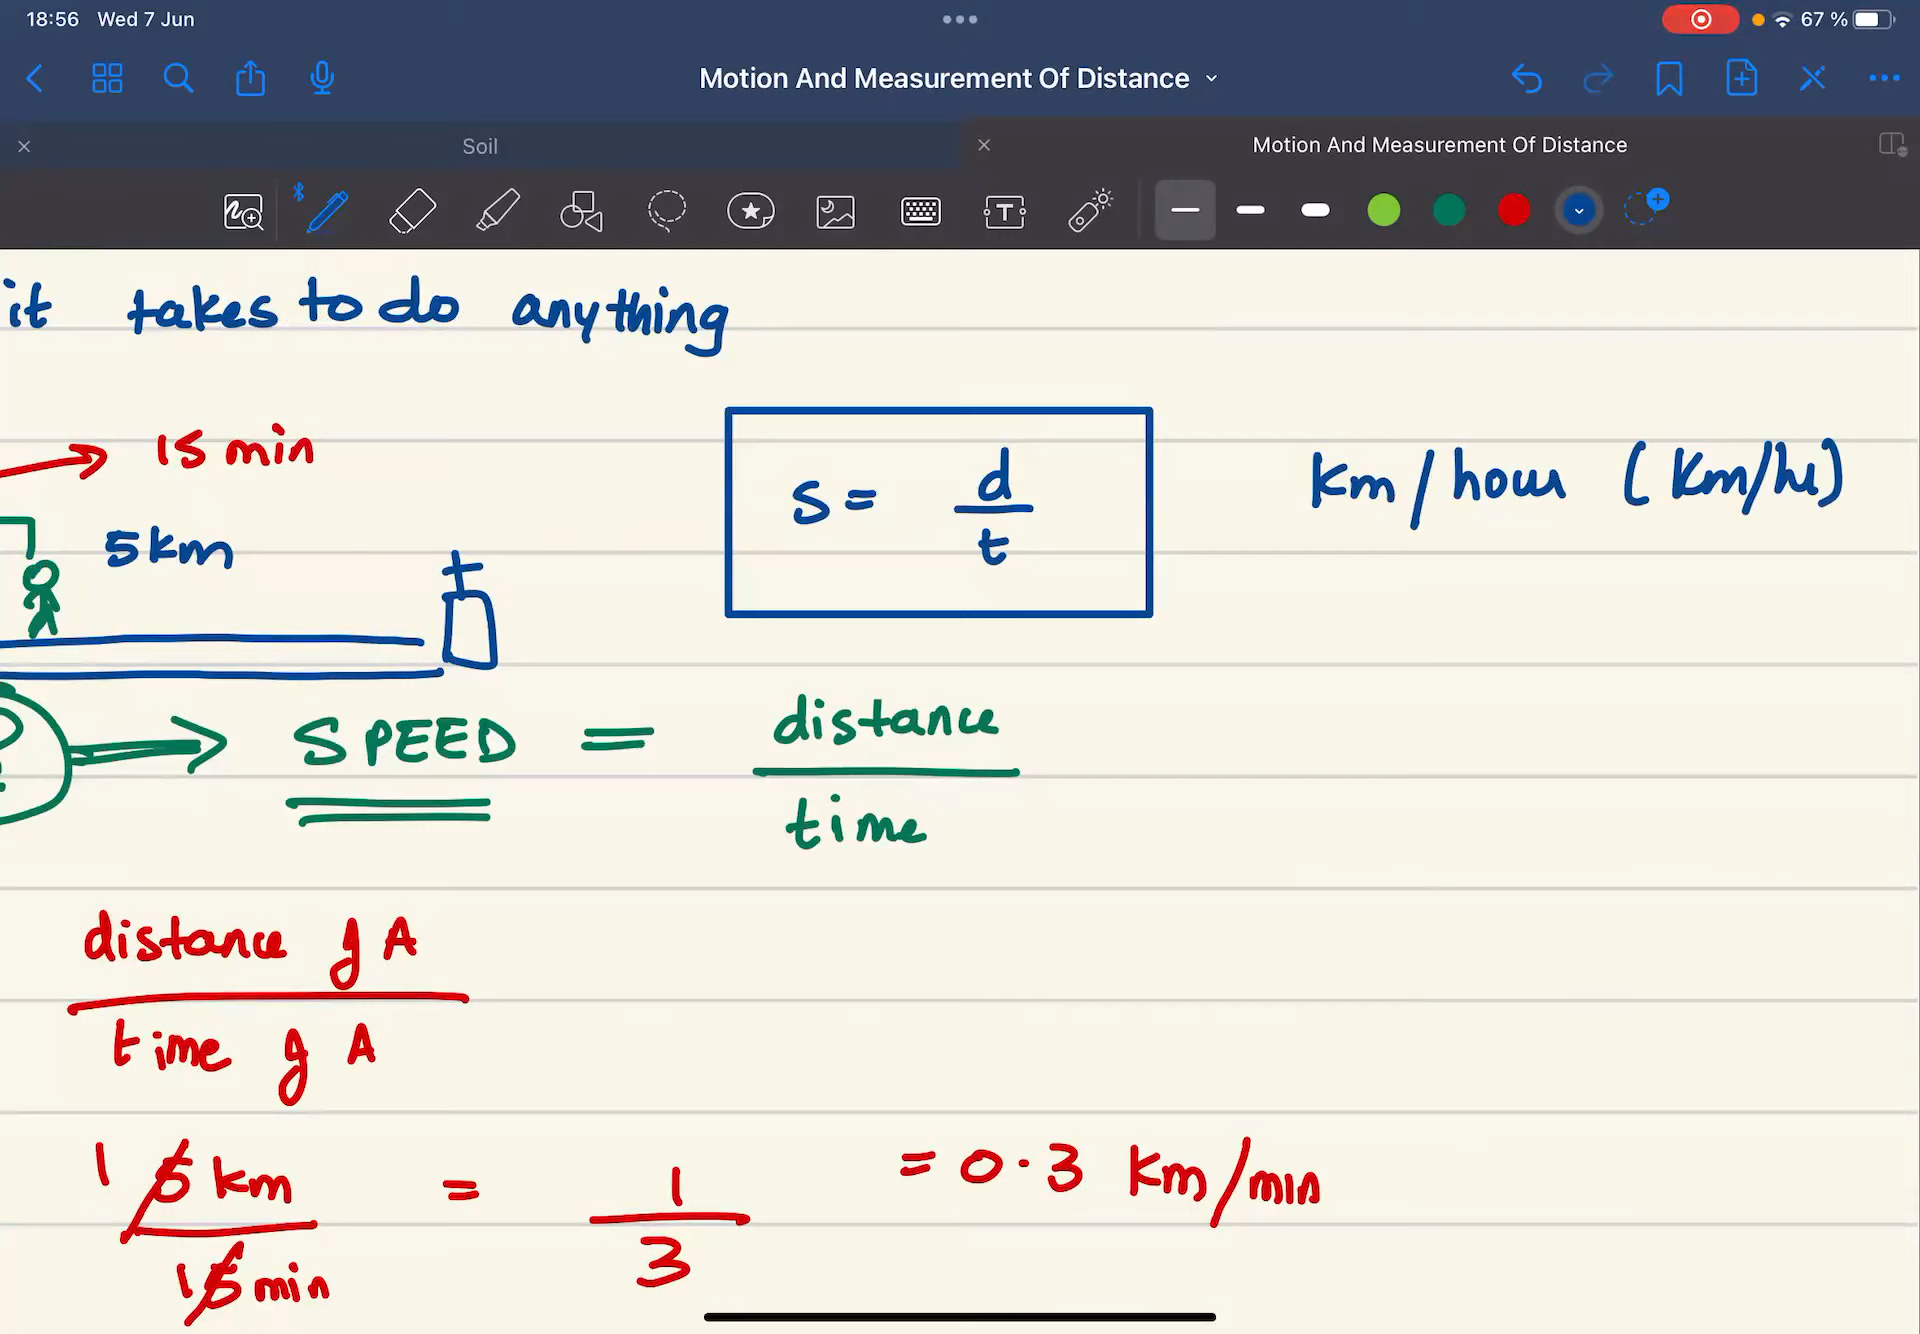 18:56 Wed 7 Jun
67 %
Motion And Measurement Of Distance
Soil
Motion And Measurement Of Distance
it takes to do anything
15 min
5 km
s = d / t
km / hour (km/hr)
SPEED = distance / time
distance of A
time of A
1 5 km = 1 / 3 = 0.3 km/min
15 min